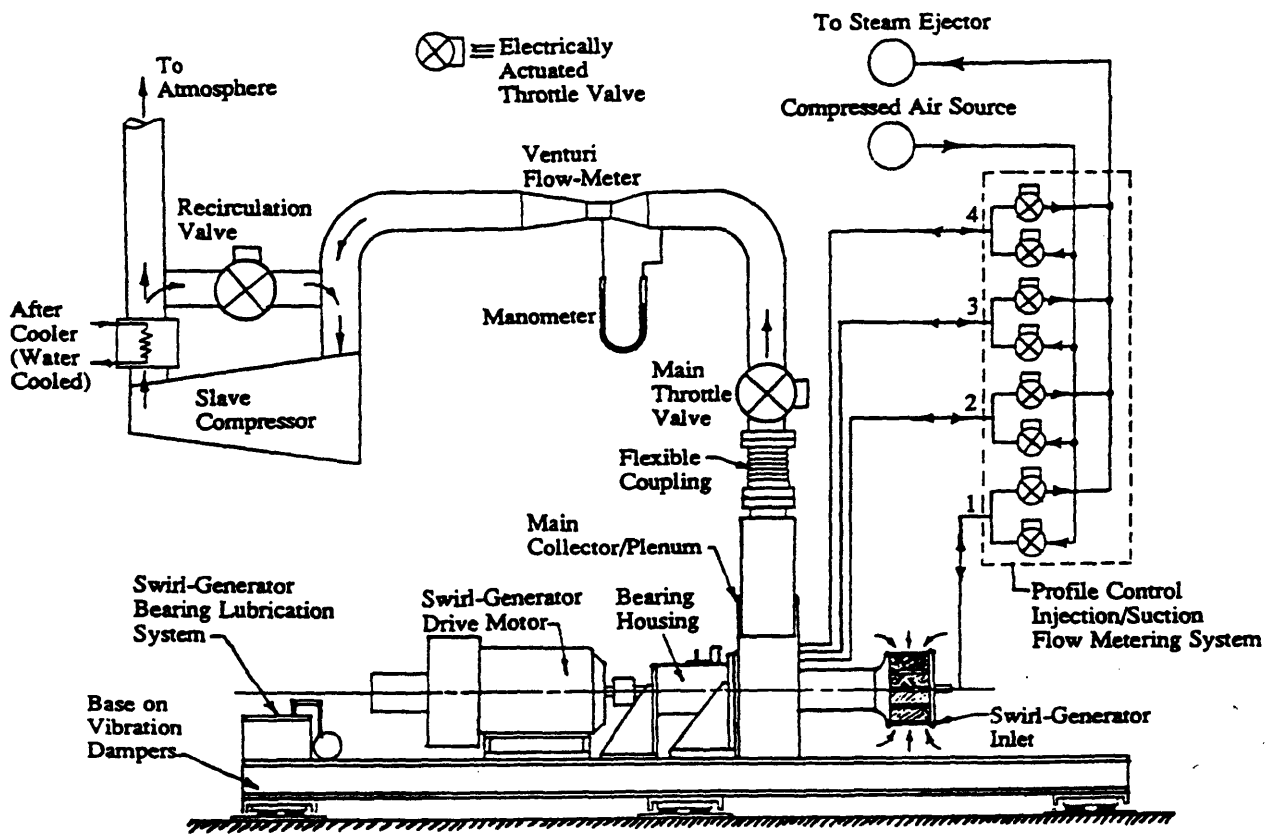 To Steam Ejector
Electrically
Actuated
Throttle Valve
To
Atmosphere
Compressed Air Source
Venturi
Flow-Meter
Recirculation
Valve
4
After
Cooler
(Water
Cooled)
Manometer
3
Main
Throttle
Valve
Slave
Compressor
2
Flexible
Coupling
1
Main
Collector/Plenum
Swirl-Generator
Bearing Lubrication
System
Swirl-Generator
Drive Motor
Bearing
Housing
Profile Control
Injection/Suction
Flow Metering System
Base on
Vibration
Dampers
Swirl-Generator
Inlet